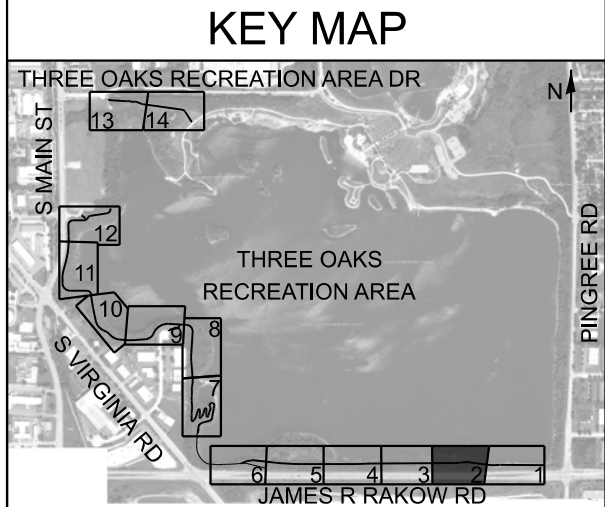 KEY MAP
THREE OAKS RECREATION AREA DR
N
S MAIN ST
13 14
PINGREE RD
12
11
THREE OAKS
RECREATION AREA
10
9
8
S VIRGINIA RD
7
6 5 4 3 2 1
JAMES R RAKOW RD